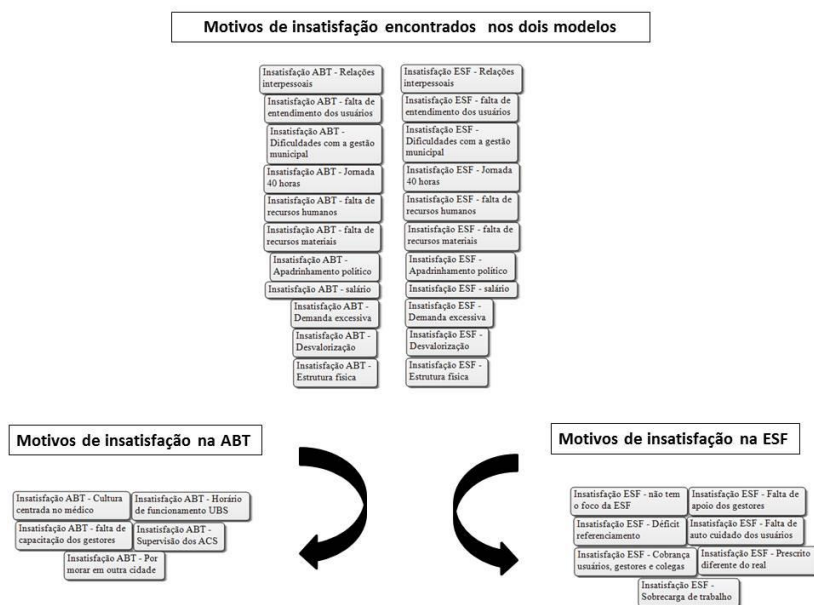 Motivos de insatisfação encontrados nos dois modelos
Insatisfação ABT - Relações
interpessoais
Insatisfação ESF - Relações
interpessoais
Insatisfação ABT - falta de
entendimento dos usuários
Insatisfação ESF - falta de
entendimento dos usuários
Insatisfação ABT -
Dificuldades com a gestão
municipal
Insatisfação ESF -
Dificuldades com a gestão
municipal
Insatisfação ABT - Jornada
40 horas
Insatisfação ESF - Jornada
40 horas
Insatisfação ABT - falta de
recursos humanos
Insatisfação ESF - falta de
recursos humanos
Insatisfação ABT - falta de
recursos materiais
Insatisfação ESF - falta de
recursos materiais
Insatisfação ABT -
Apadrinhamento político
Insatisfação ESF -
Apadrinhamento político
Insatisfação ABT - salário
Insatisfação ESF - salário
Insatisfação ABT -
Demanda excessiva
Insatisfação ESF -
Demanda excessiva
Insatisfação ABT -
Desvalorização
Insatisfação ESF -
Desvalorização
Insatisfação ABT -
Estrutura física
Insatisfação ESF -
Estrutura física
Motivos de insatisfação na ABT
Insatisfação ABT - Cultura
centrada no médico
Insatisfação ABT - Horário
de funcionamento UBS
Insatisfação ABT - falta de
capacitação dos gestores
Insatisfação ABT -
Supervisão dos ACS
Insatisfação ABT - Por
morar em outra cidade
Motivos de insatisfação na ESF
Insatisfação ESF - não tem
o foco da ESF
Insatisfação ESF - Falta de
apoio dos gestores
Insatisfação ESF - Déficit
referenciamento
Insatisfação ESF - Falta de
auto cuidado dos usuários
Insatisfação ESF - Cobrança
usuários, gestores e colegas
Insatisfação ESF - Prescrito
diferente do real
Insatisfação ESF -
Sobrecarga de trabalho